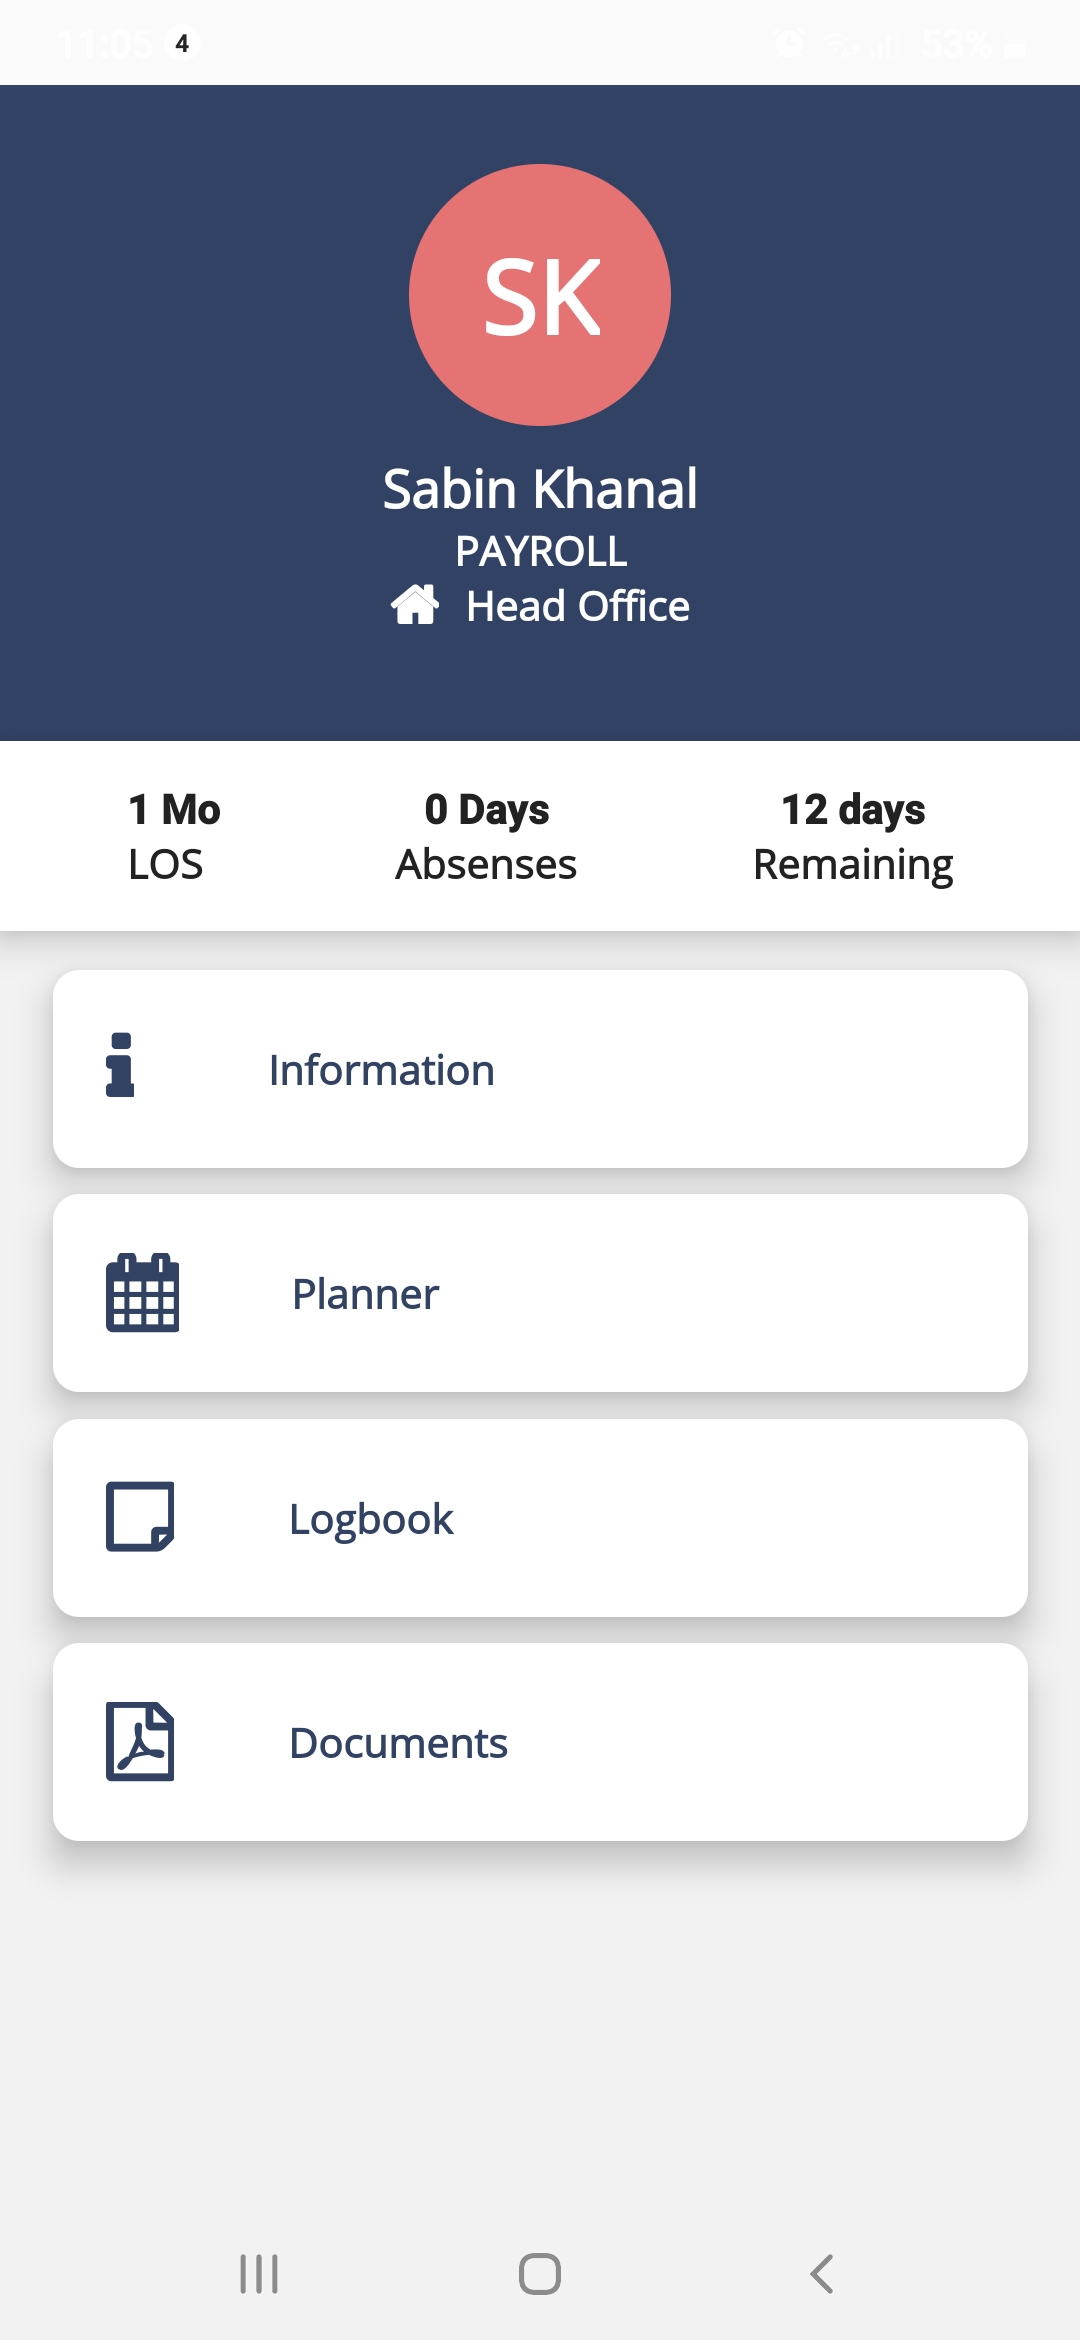 11:05 4 53%
SK
Sabin Khanal
PAYROLL
Head Office
1 Mo 0 Days 12 days
LOS Absenses Remaining
Information
Planner
Logbook
Documents